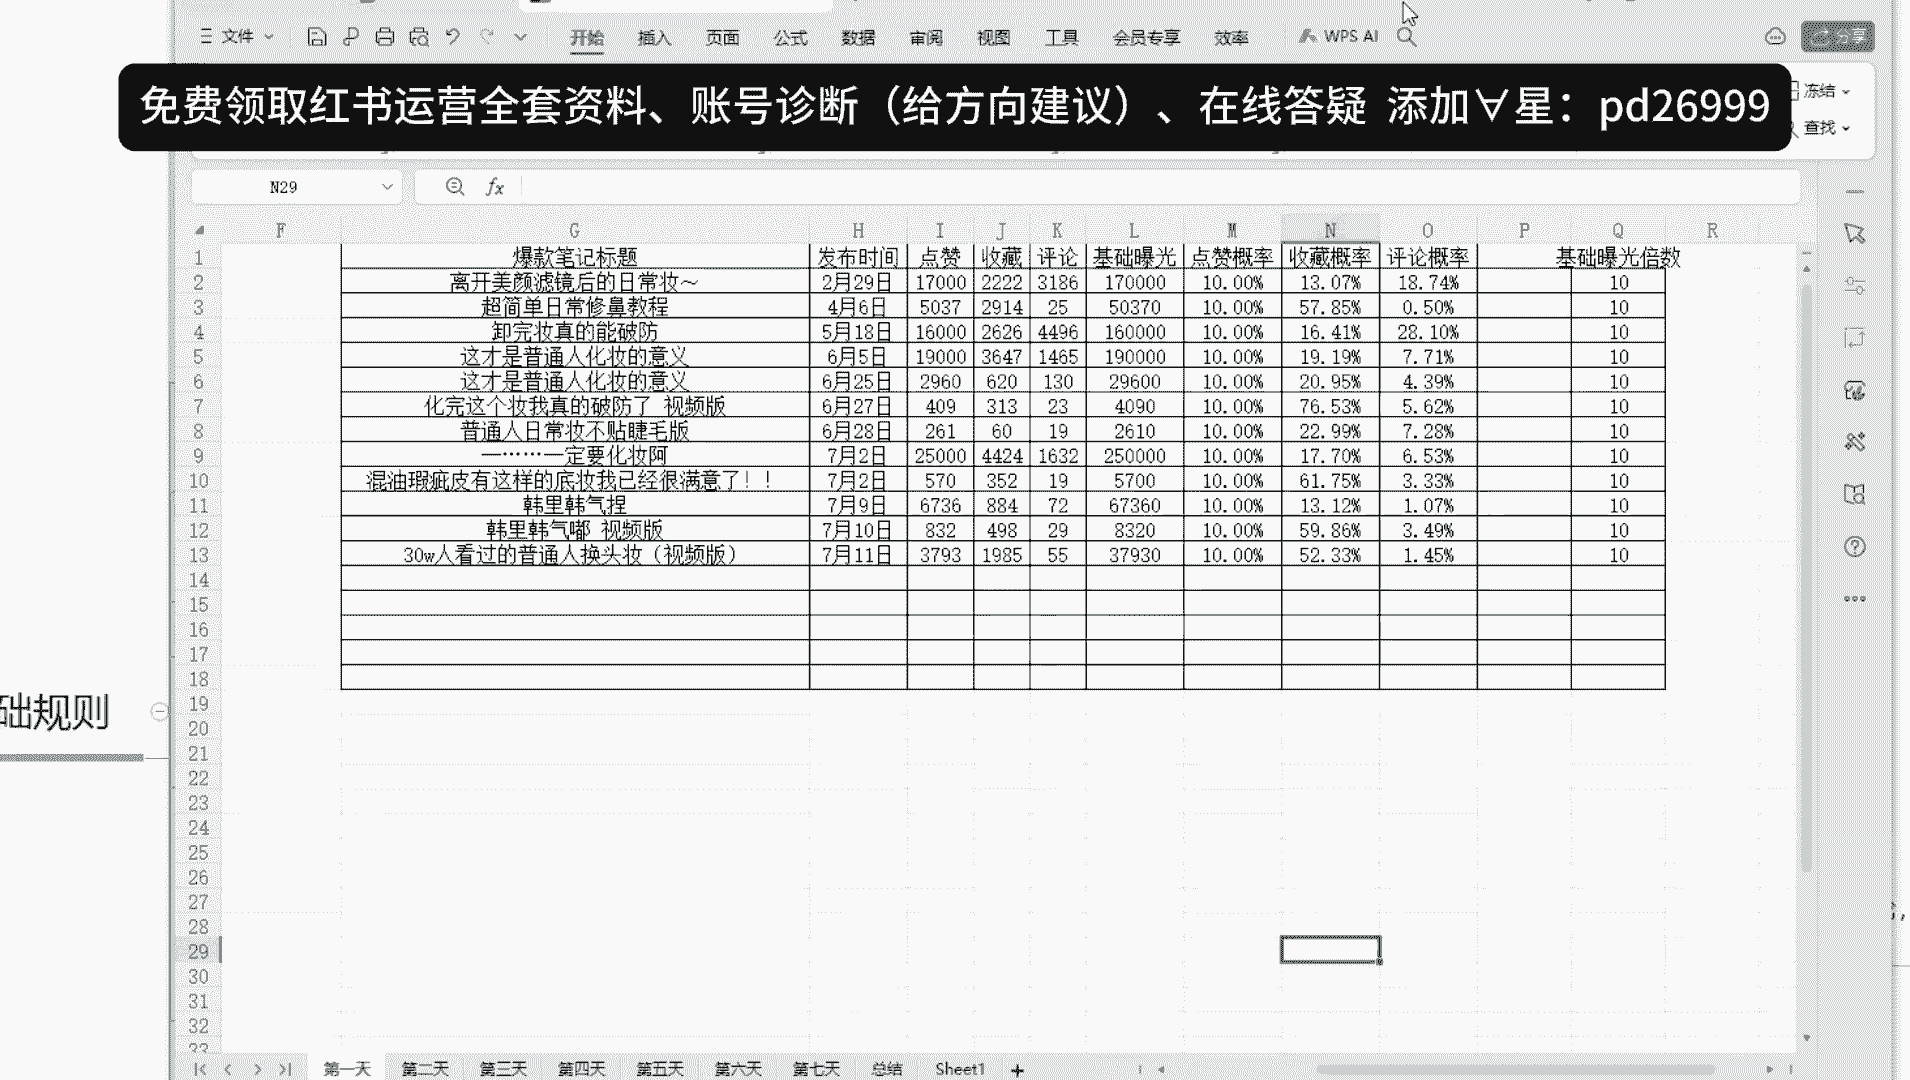 文件 开始 插入 页面 公式 数据 审阅 视图 工具 会员专享 效率 WPS AI 分享
免费领取红书运营全套资料、账号诊断（给方向建议）、在线答疑 添加∀星：pd26999
冻结
查找
N29 fx
F G H I J K L M N O P Q R
1 爆款笔记标题 发布时间 点赞 收藏 评论 基础曝光 点赞概率 收藏概率 评论概率 基础曝光倍数
2 离开美颜滤镜后的日常妆～ 2月29日 17000 2222 3186 170000 10.00% 13.07% 18.74% 10
3 超简单日常修鼻教程 4月6日 5037 2914 25 50370 10.00% 57.85% 0.50% 10
4 卸完妆真的能破防 5月18日 16000 2626 4496 160000 10.00% 16.41% 28.10% 10
5 这才是普通人化妆的意义 6月5日 19000 3647 1465 190000 10.00% 19.19% 7.71% 10
6 这才是普通人化妆的意义 6月25日 2960 620 130 29600 10.00% 20.95% 4.39% 10
7 化完这个妆我真的破防了 视频版 6月27日 409 313 23 4090 10.00% 76.53% 5.62% 10
8 普通人日常妆不贴睫毛版 6月28日 261 60 19 2610 10.00% 22.99% 7.28% 10
9 一……一定要化妆阿 7月2日 25000 4424 1632 250000 10.00% 17.70% 6.53% 10
10 混油瑕疵皮有这样的底妆我已经很满意了！！ 7月2日 570 352 19 5700 10.00% 61.75% 3.33% 10
11 韩里韩气捏 7月9日 6736 884 72 67360 10.00% 13.12% 1.07% 10
12 韩里韩气嘟 视频版 7月10日 832 498 29 8320 10.00% 59.86% 3.49% 10
13 30w人看过的普通人换头妆（视频版） 7月11日 3793 1985 55 37930 10.00% 52.33% 1.45% 10
14
15
16
17
18
19
础规则
20
21
22
23
24
25
26
27
28
29
30
31
32
33
第一天 第二天 第三天 第四天 第五天 第六天 第七天 总结 Sheet1 +